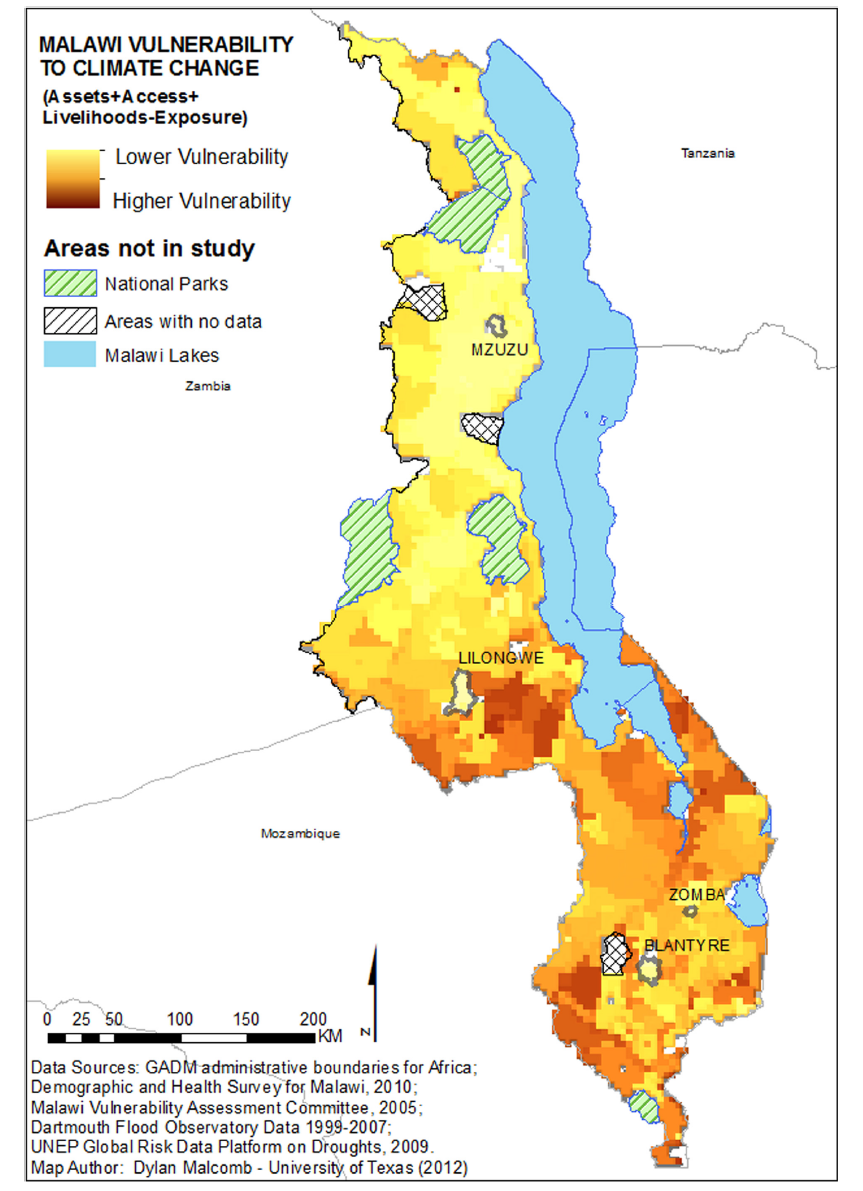 MALAWI VULNERABILITY
TO CLIMATE CHANGE
(Assets+Access+
Livelihoods-Exposure)
Lower Vulnerability
Higher Vulnerability
Areas not in study
National Parks
Areas with no data
Malawi Lakes
Zambia
Tanzania
MZUZU
LILONGWE
Mozambique
ZOMBA
BLANTYRE
N
0 25 50 100 150 200
KM
Data Sources: GADM administrative boundaries for Africa;
Demographic and Health Survey for Malawi, 2010;
Malawi Vulnerability Assessment Committee, 2005;
Dartmouth Flood Observatory Data 1999-2007;
UNEP Global Risk Data Platform on Droughts, 2009.
Map Author: Dylan Malcomb - University of Texas (2012)